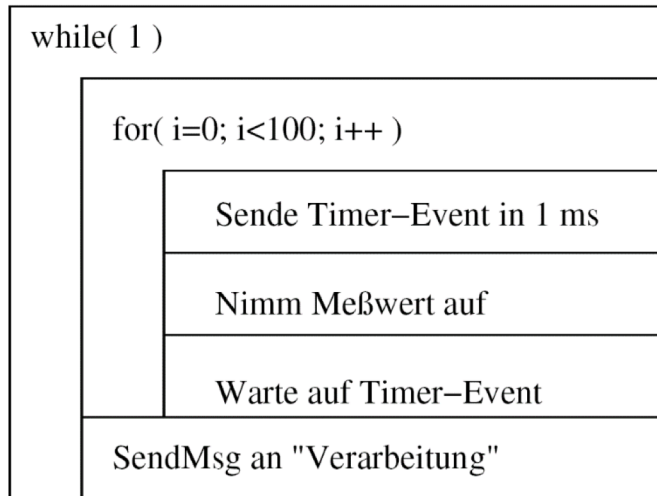 while( 1 )
for( i=0; i<100; i++ )
Sende Timer–Event in 1 ms
Nimm Meßwert auf
Warte auf Timer–Event
SendMsg an "Verarbeitung"